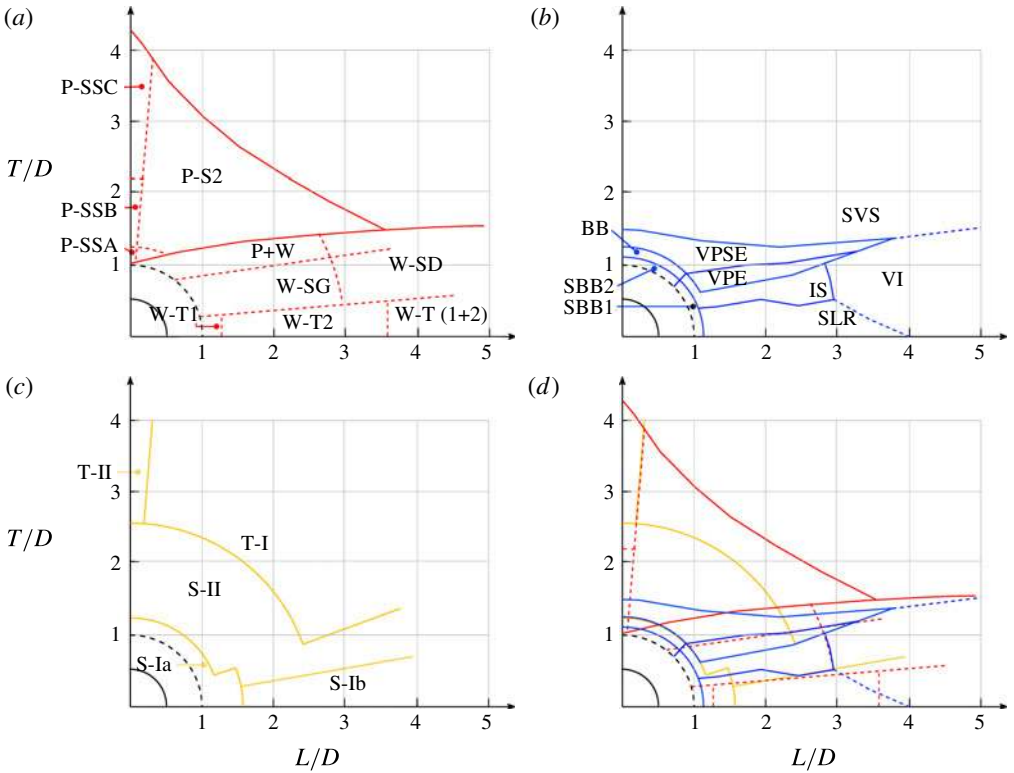 (a)
4
P-SSC
3
T/D
P-S2
2
P-SSB
P-SSA
P+W
1
W-SD
W-SG
W-T1
W-T2
W-T (1+2)
1 2 3 4 5
(b)
4
3
2
SVS
BB
VPSE
1
VPE
VI
SBB2
IS
SBB1
SLR
1 2 3 4 5
(c)
4
T-II
3
T/D
T-I
2
S-II
1
S-Ia
S-Ib
1 2 3 4 5
L/D
(d)
4
3
2
1
1 2 3 4 5
L/D